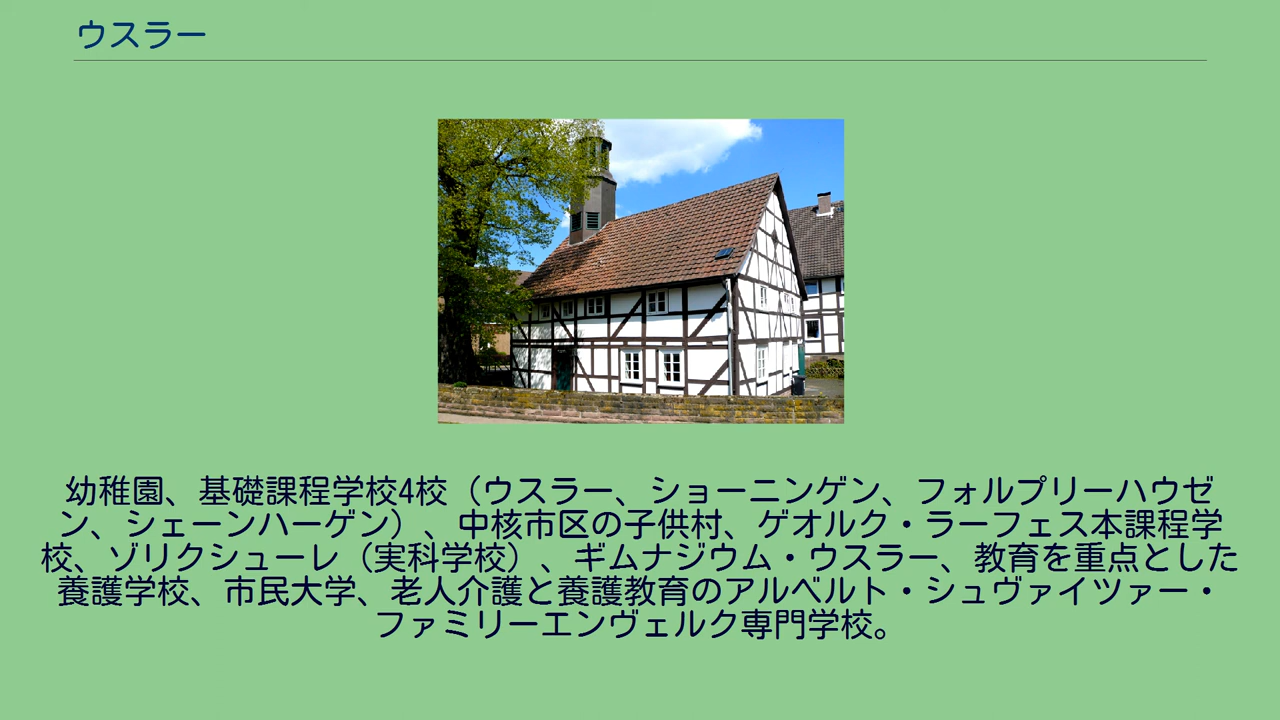 ウスラー
幼稚園、基礎課程学校4校（ウスラー、ショーニンゲン、フォルプリーハウゼ
ン、シェーンハーゲン）、中核市区の子供村、ゲオルク・ラーフェス本課程学
校、ゾリクシューレ（実科学校）、ギムナジウム・ウスラー、教育を重点とした
養護学校、市民大学、老人介護と養護教育のアルベルト・シュヴァイツァー・
ファミリーエンヴェルク専門学校。